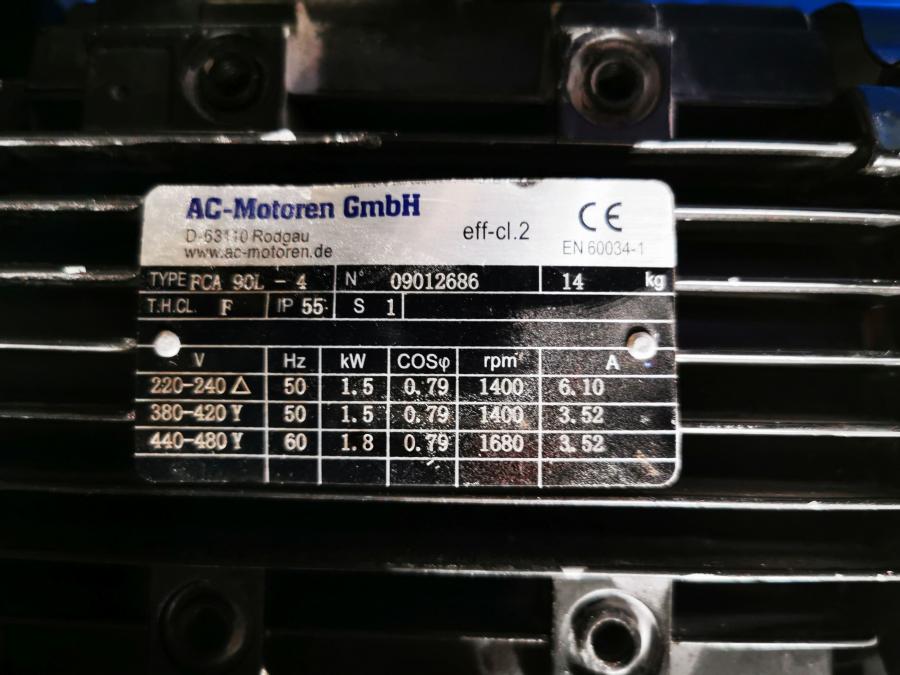 AC-Motoren GmbH
D-63110 Rodgau
www.ac-motoren.de
eff-cl.2
CE
EN 60034-1
TYPE FCA 90L - 4 N° 09012686 14 kg
T.H.CL. F IP 55 S 1
V Hz kW COSφ rpm A
220-240 △ 50 1.5 0.79 1400 6.10
380-420 Y 50 1.5 0.79 1400 3.52
440-480 Y 60 1.8 0.79 1680 3.52